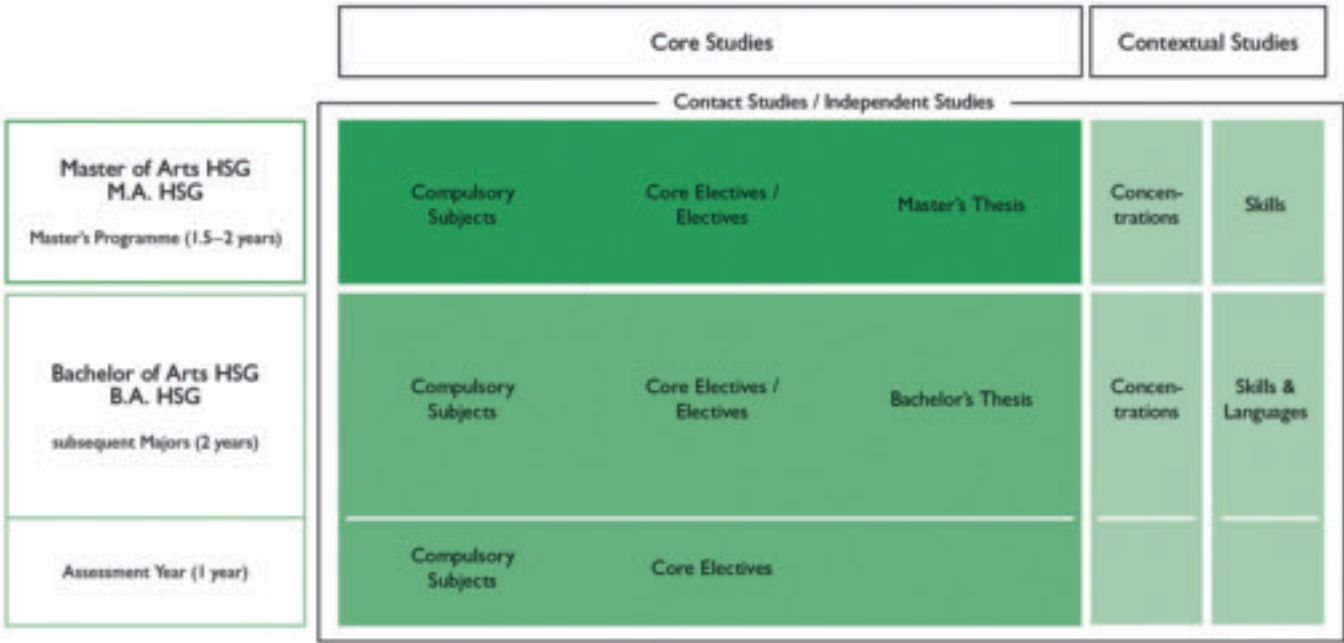 Core Studies
Contextual Studies
Contact Studies / Independent Studies
Master of Arts HSG
M.A. HSG
Master's Programme (1.5–2 years)
Compulsory
Subjects
Core Electives /
Electives
Master's Thesis
Concen-
trations
Skills
Bachelor of Arts HSG
B.A. HSG
subsequent Majors (2 years)
Compulsory
Subjects
Core Electives /
Electives
Bachelor's Thesis
Concen-
trations
Skills &
Languages
Assessment Year (1 year)
Compulsory
Subjects
Core Electives